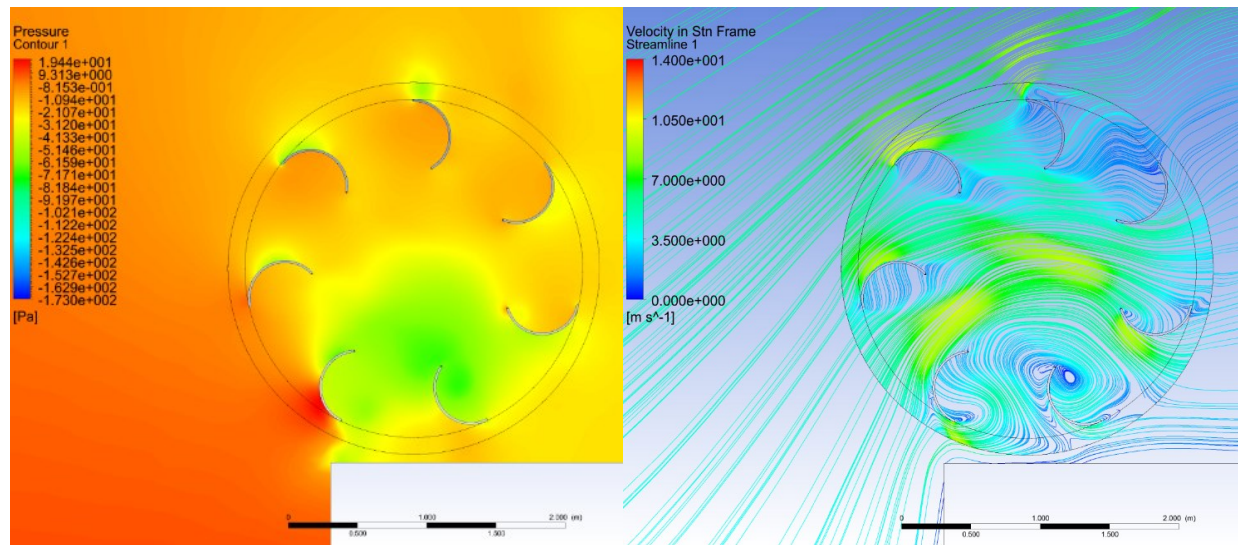 Pressure
Contour 1
1.944e+001
9.313e+000
-8.153e-001
-1.094e+001
-2.107e+001
-3.120e+001
-4.133e+001
-5.146e+001
-6.159e+001
-7.171e+001
-8.184e+001
-9.197e+001
-1.021e+002
-1.122e+002
-1.224e+002
-1.325e+002
-1.426e+002
-1.527e+002
-1.629e+002
-1.730e+002
[Pa]
0 1.000 2.000 (m)
0.500 1.500
Velocity in Stn Frame
Streamline 1
1.400e+001
1.050e+001
7.000e+000
3.500e+000
0.000e+000
[m s^-1]
0 1.000 2.000 (m)
0.500 1.500